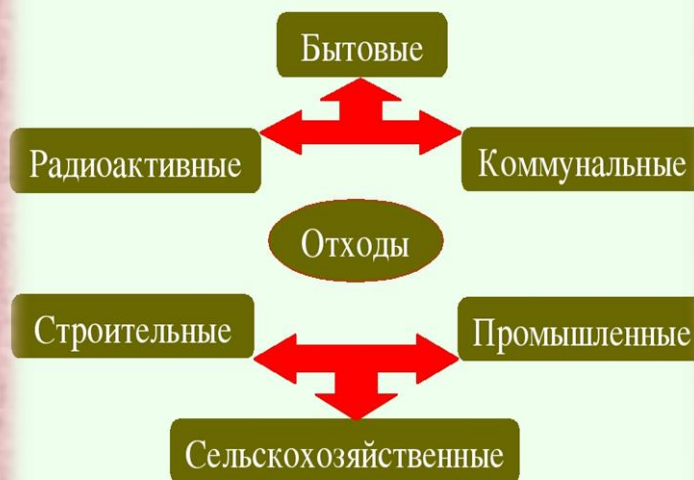 Бытовые
Радиоактивные
Коммунальные
Отходы
Строительные
Промышленные
Сельскохозяйственные